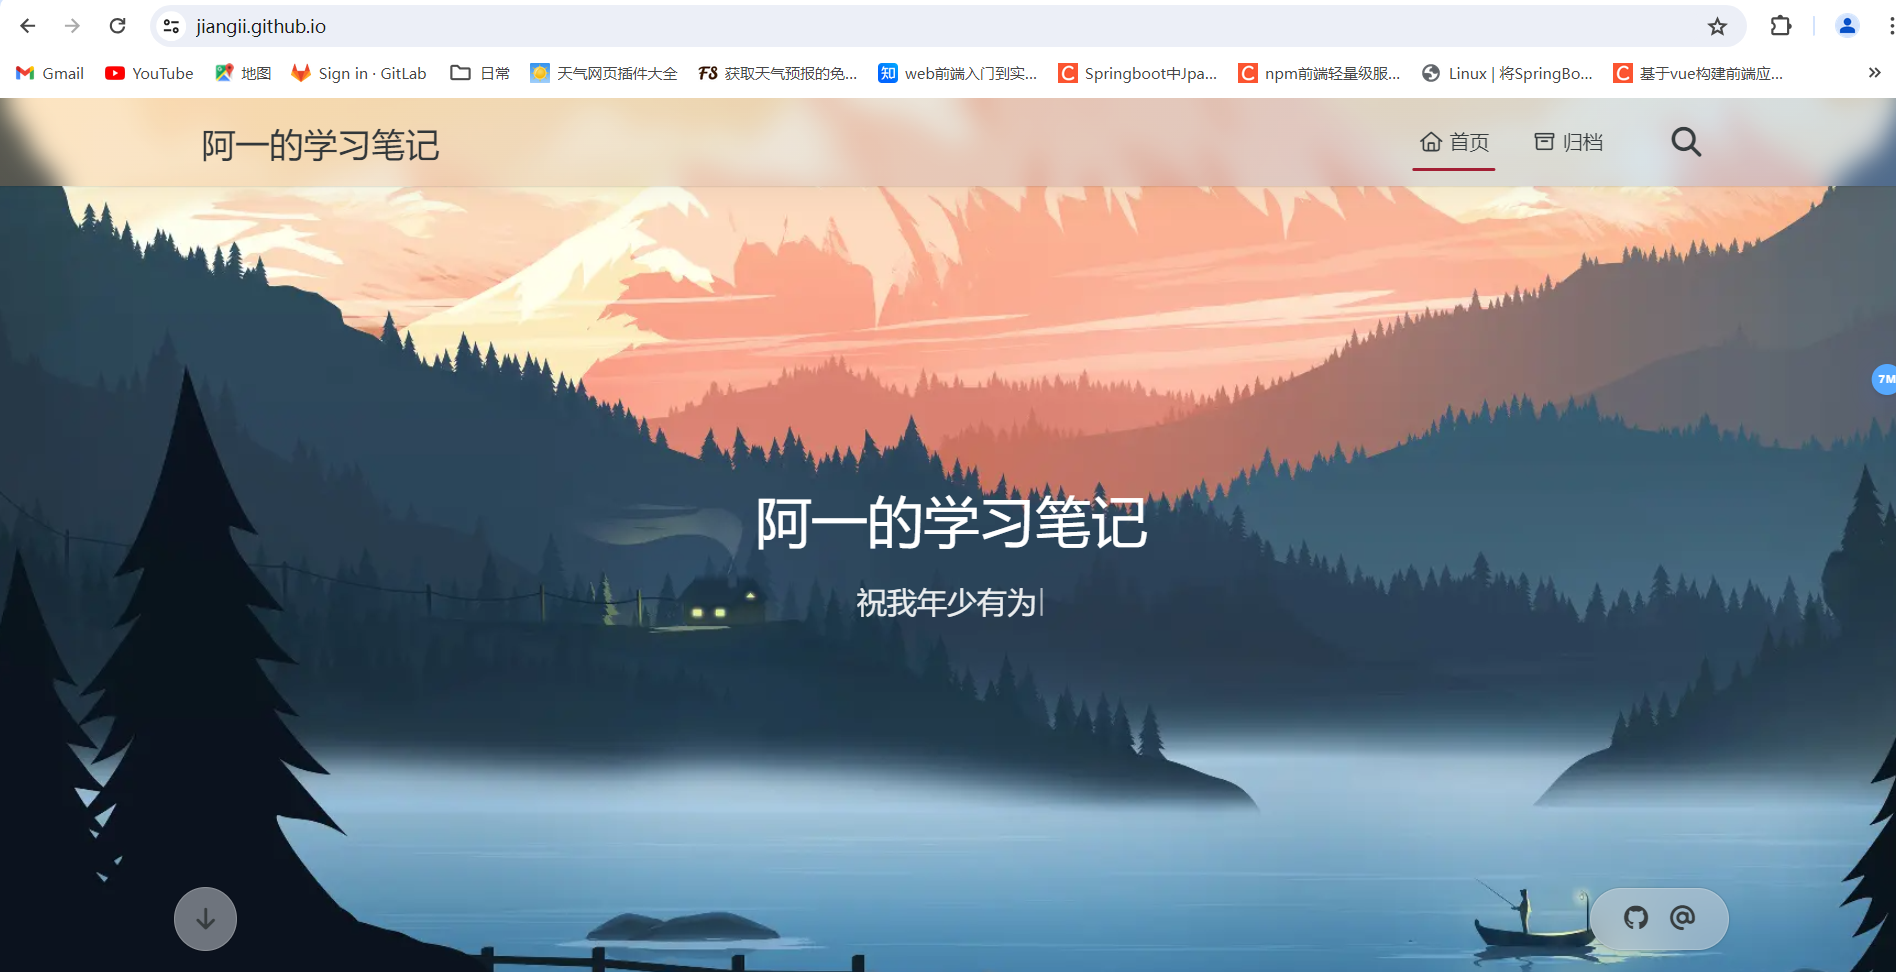 jiangii.github.io
Gmail YouTube 地图 Sign in · GitLab 日常 天气网页插件大全 FS 获取天气预报的免... 知 web前端入门到实... C Springboot中Jpa... C npm前端轻量级服... Linux | 将SpringBo... C 基于vue构建前端应...
阿一的学习笔记 首页 归档
7M
阿一的学习笔记
祝我年少有为|